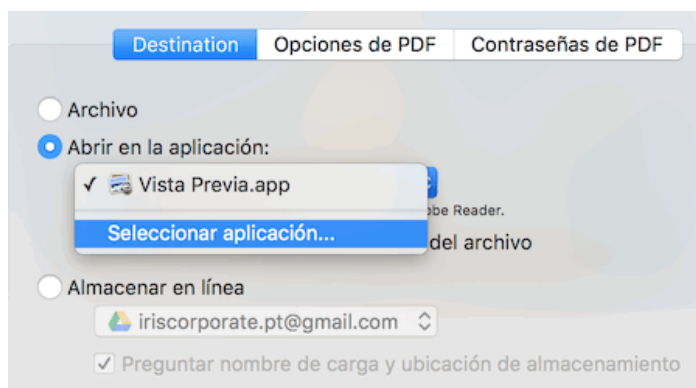 Destination Opciones de PDF Contraseñas de PDF
Archivo
Abrir en la aplicación:
Vista Previa.app
Reader.
Seleccionar aplicación...
del archivo
Almacenar en línea
iriscorporate.pt@gmail.com
Preguntar nombre de carga y ubicación de almacenamiento